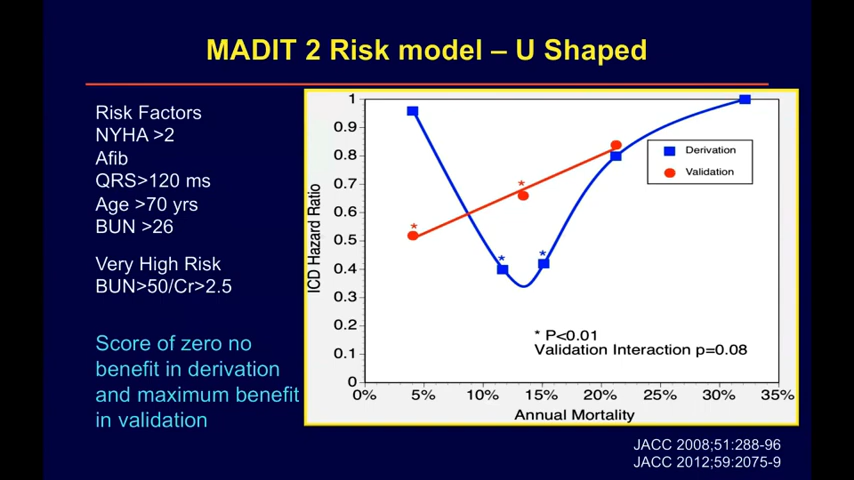 MADIT 2 Risk model – U Shaped
Risk Factors
NYHA >2
Afib
QRS>120 ms
Age >70 yrs
BUN >26
Very High Risk
BUN>50/Cr>2.5
Score of zero no
benefit in derivation
and maximum benefit
in validation
ICD Hazard Ratio
1
0.9
0.8
0.7
0.6
0.5
0.4
0.3
0.2
0.1
0
0% 5% 10% 15% 20% 25% 30% 35%
Annual Mortality
Derivation
Validation
*
*
*
*
* P<0.01
Validation Interaction p=0.08
JACC 2008;51:288-96
JACC 2012;59:2075-9